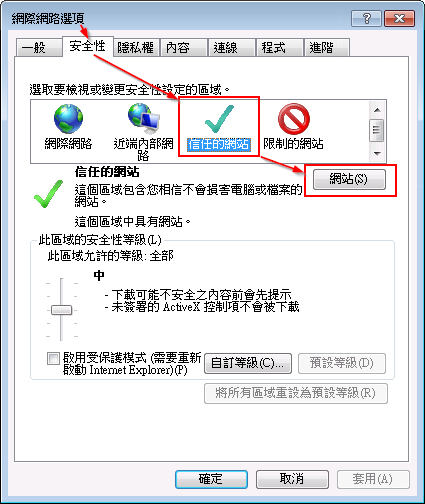 網際網路選項
一般
安全性
隱私權
內容
連線
程式
進階
選取要檢視或變更安全性設定的區域。
網際網路
近端內部網
路
信任的網站
限制的網站
信任的網站
網站(S)
這個區域包含您相信不會損害電腦或檔案的
網站。
這個區域中具有網站。
此區域的安全性等級(L)
此區域允許的等級: 全部
中
- 下載可能不安全之內容前會先提示
- 未簽署的 ActiveX 控制項不會被下載
啟用受保護模式 (需要重新
啟動 Internet Explorer)(P)
自訂等級(C)...
預設等級(D)
將所有區域重設為預設等級(R)
確定
取消
套用(A)